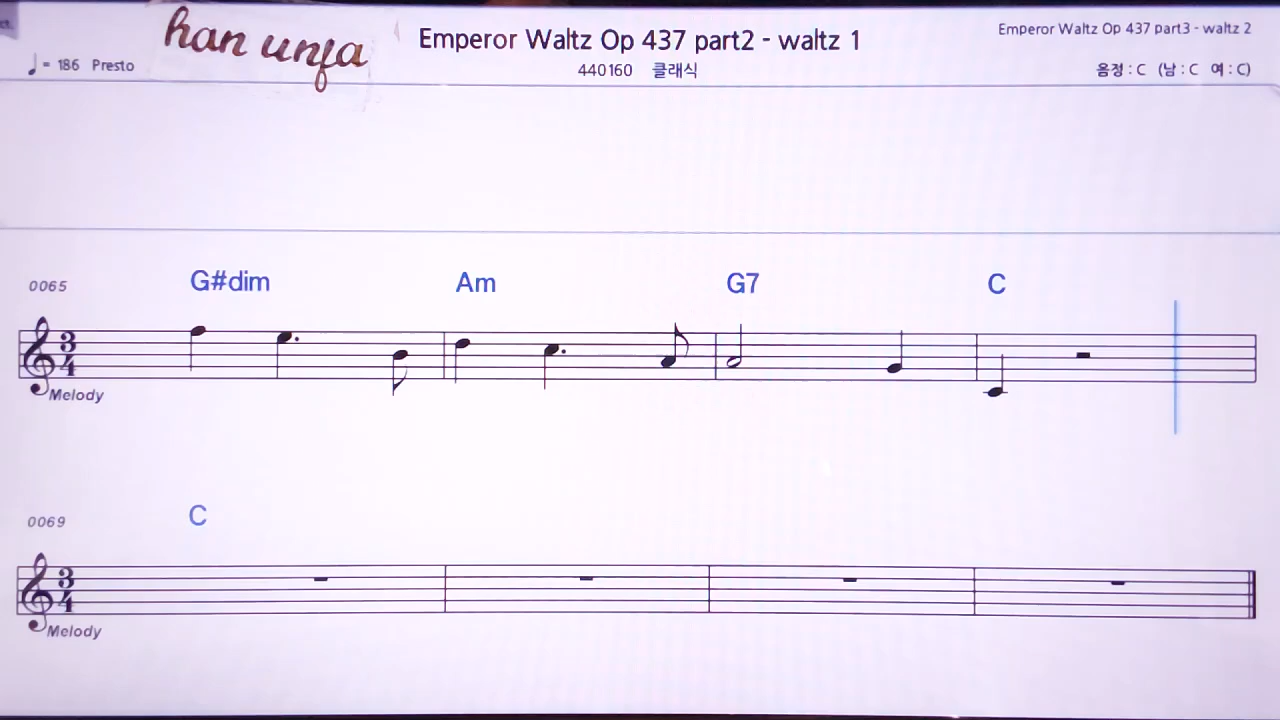 han unfa
Emperor Waltz Op 437 part2 - waltz 1
Emperor Waltz Op 437 part3 - waltz 2
= 186 Presto
440160 클래식
음정 : C (남 : C 여 : C)
0065 G#dim Am G7 C
3
4
Melody
0069 C
3
4
Melody